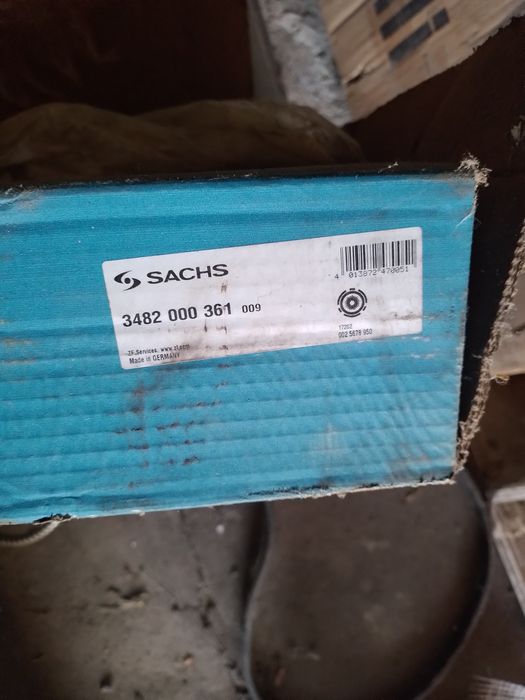 SACHS
3482 000 361 009
4 013872 470051
17252
002 5678 950
ZF Services. www.zf.com
Made in GERMANY